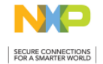 NXP
SECURE CONNECTIONS
FOR A SMARTER WORLD